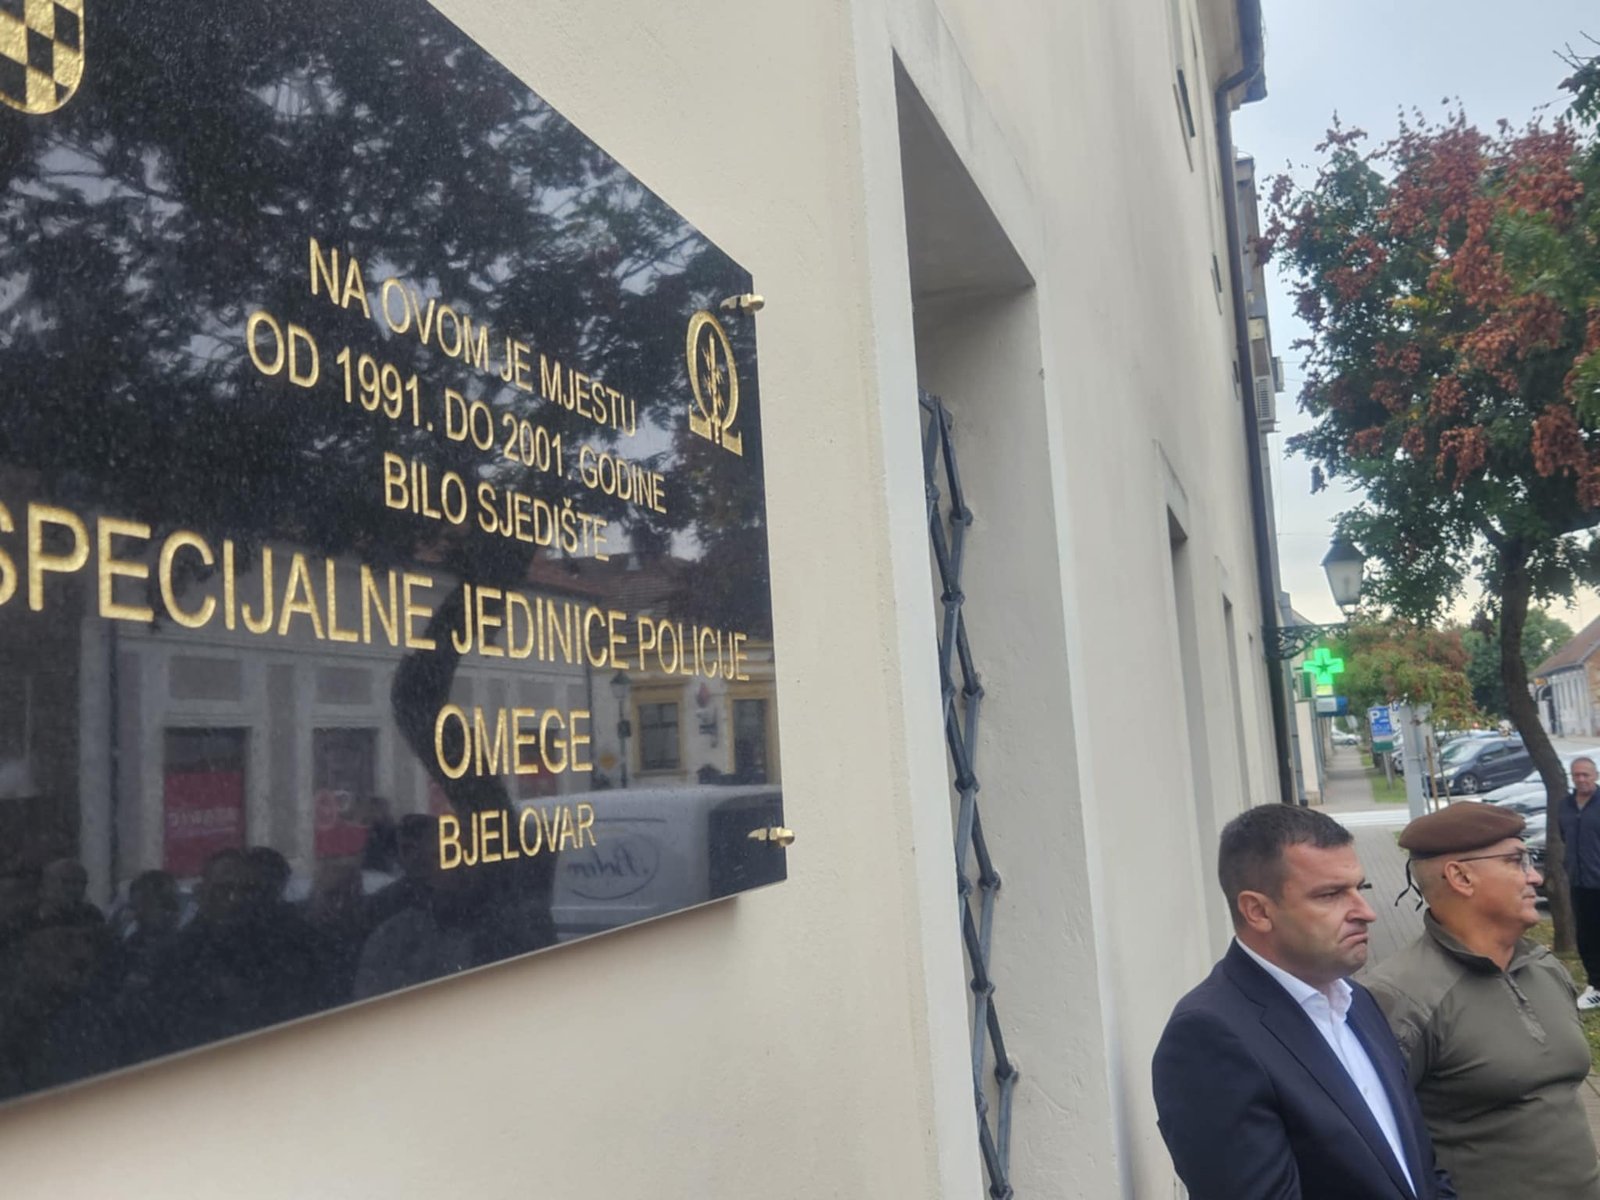 NA OVOM JE MJESTU
OD 1991. DO 2001. GODINE
BILO SJEDIŠTE
SPECIJALNE JEDINICE POLICIJE
OMEGE
BJELOVAR
P